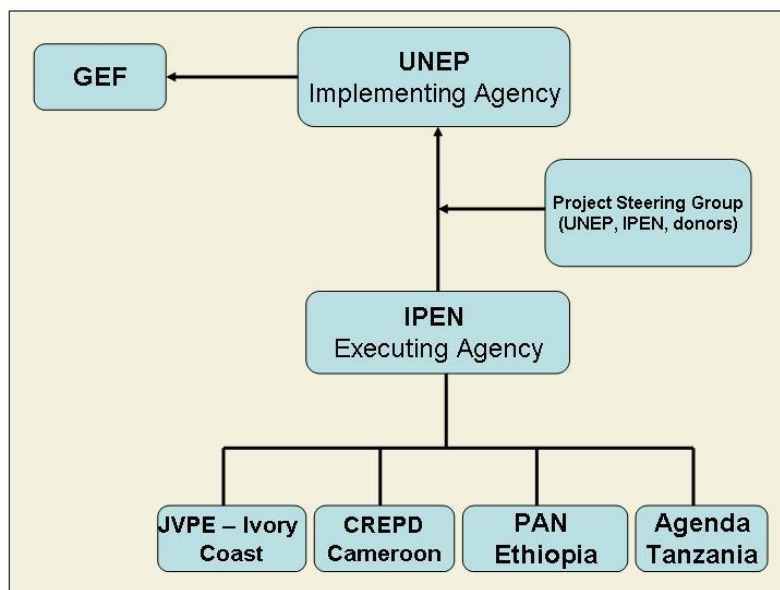 GEF
UNEP
Implementing Agency
Project Steering Group
(UNEP, IPEN, donors)
IPEN
Executing Agency
JVPE – Ivory
Coast
CREPD
Cameroon
PAN
Ethiopia
Agenda
Tanzania